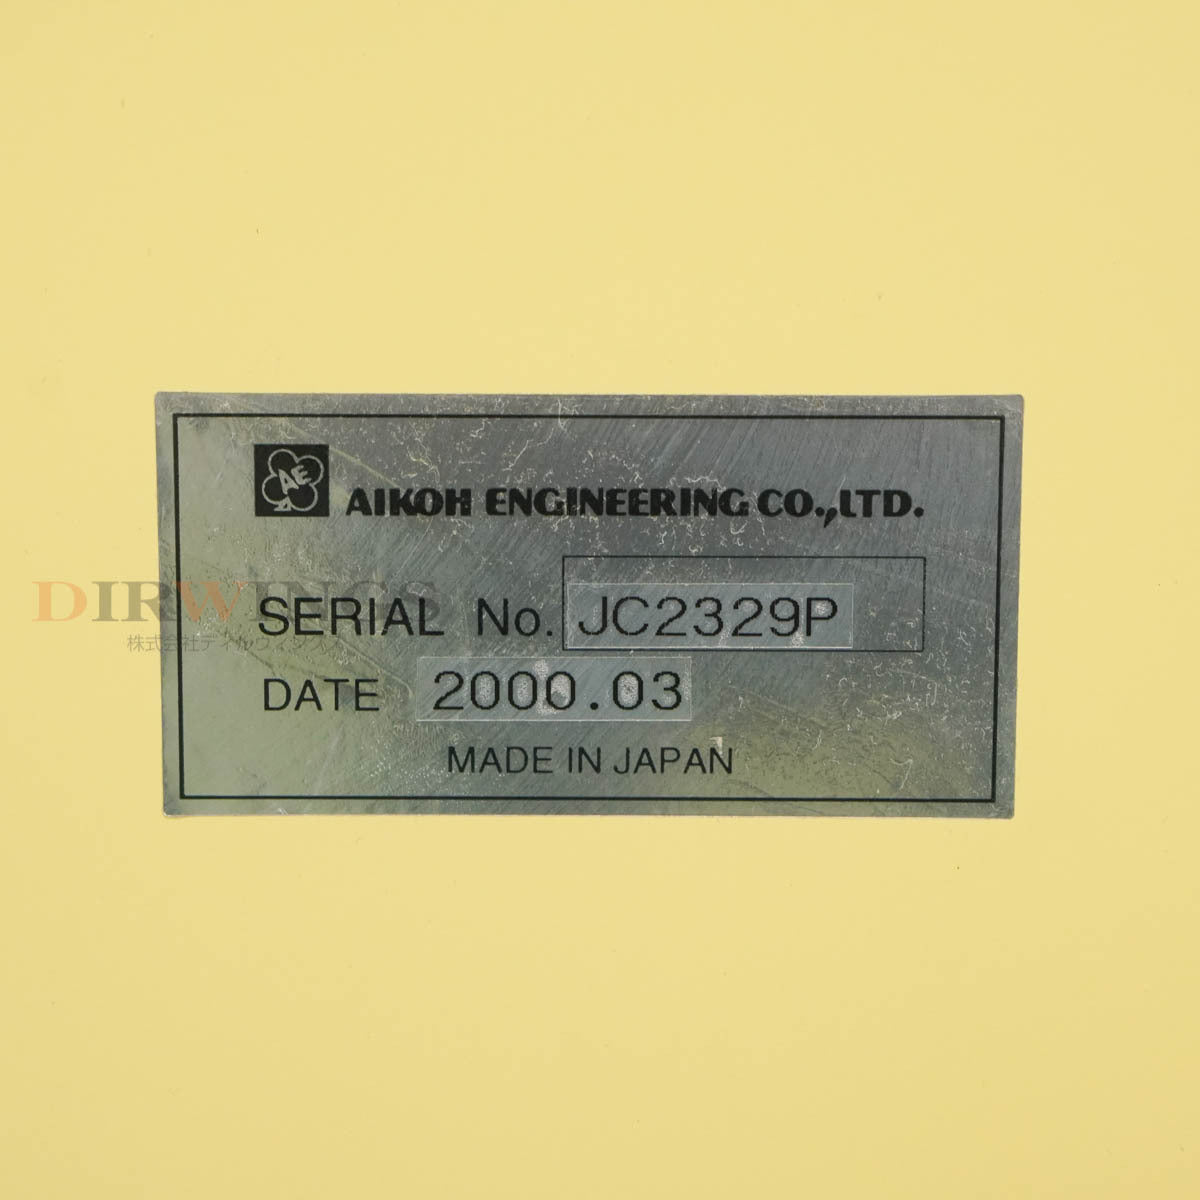 AE AIKOH ENGINEERING CO.,LTD.
DIRWINGS
SERIAL No. JC2329P
株式会社ディルウィングス
DATE 2000.03
MADE IN JAPAN